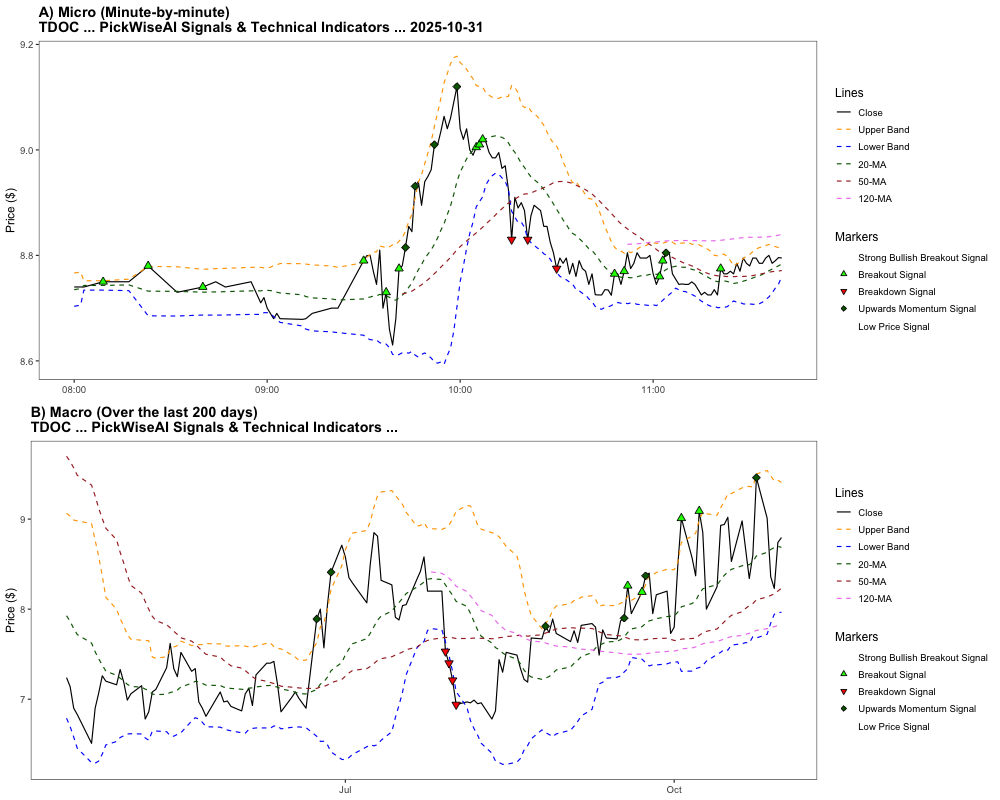 A) Micro (Minute-by-minute)
TDOC ... PickWiseAI Signals & Technical Indicators ... 2025-10-31
Price ($)
9.2
9.0
8.8
8.6
08:00
09:00
10:00
11:00
Lines
Close
Upper Band
Lower Band
20-MA
50-MA
120-MA
Markers
Strong Bullish Breakout Signal
Breakout Signal
Breakdown Signal
Upwards Momentum Signal
Low Price Signal
B) Macro (Over the last 200 days)
TDOC ... PickWiseAI Signals & Technical Indicators ...
Price ($)
9
8
7
Jul
Oct
Lines
Close
Upper Band
Lower Band
20-MA
50-MA
120-MA
Markers
Strong Bullish Breakout Signal
Breakout Signal
Breakdown Signal
Upwards Momentum Signal
Low Price Signal